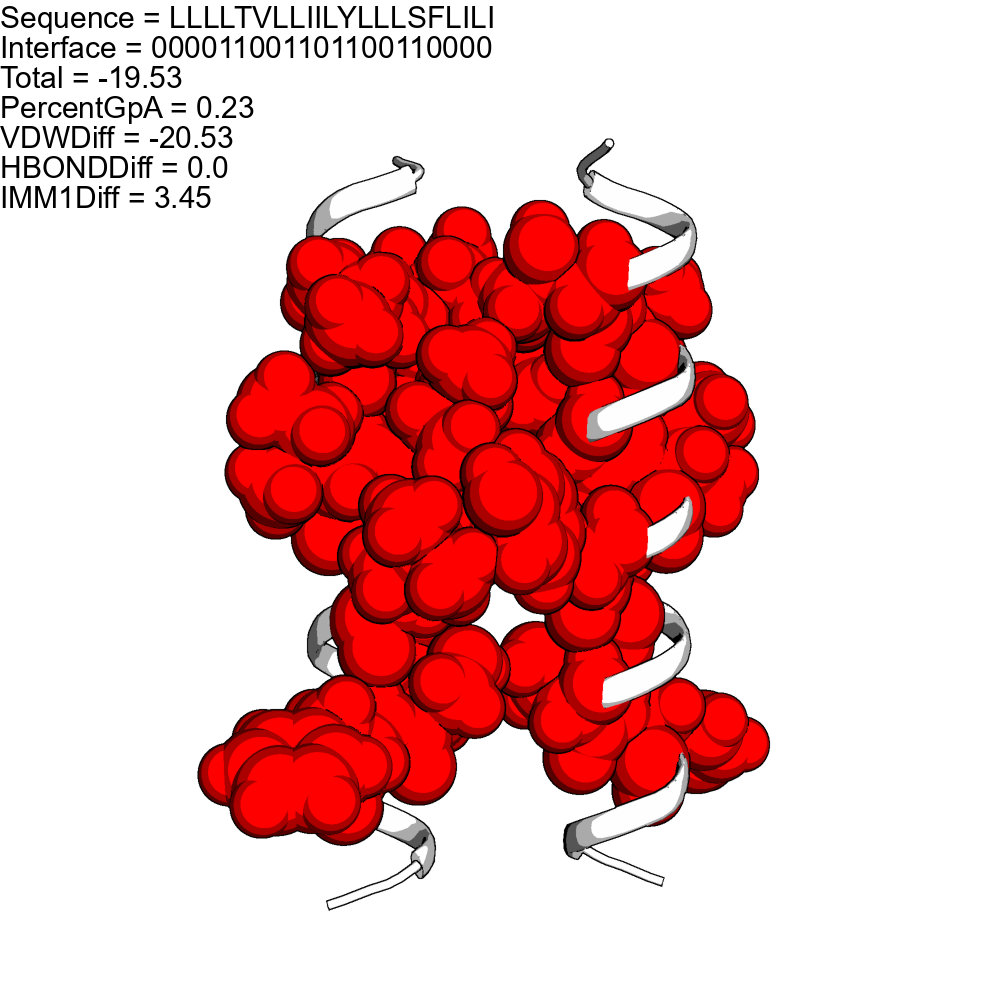 Sequence = LLLLTVLLIILYLLLSFLILI
Interface = 000011001101100110000
Total = -19.53
PercentGpA = 0.23
VDWDiff = -20.53
HBONDDiff = 0.0
IMM1Diff = 3.45